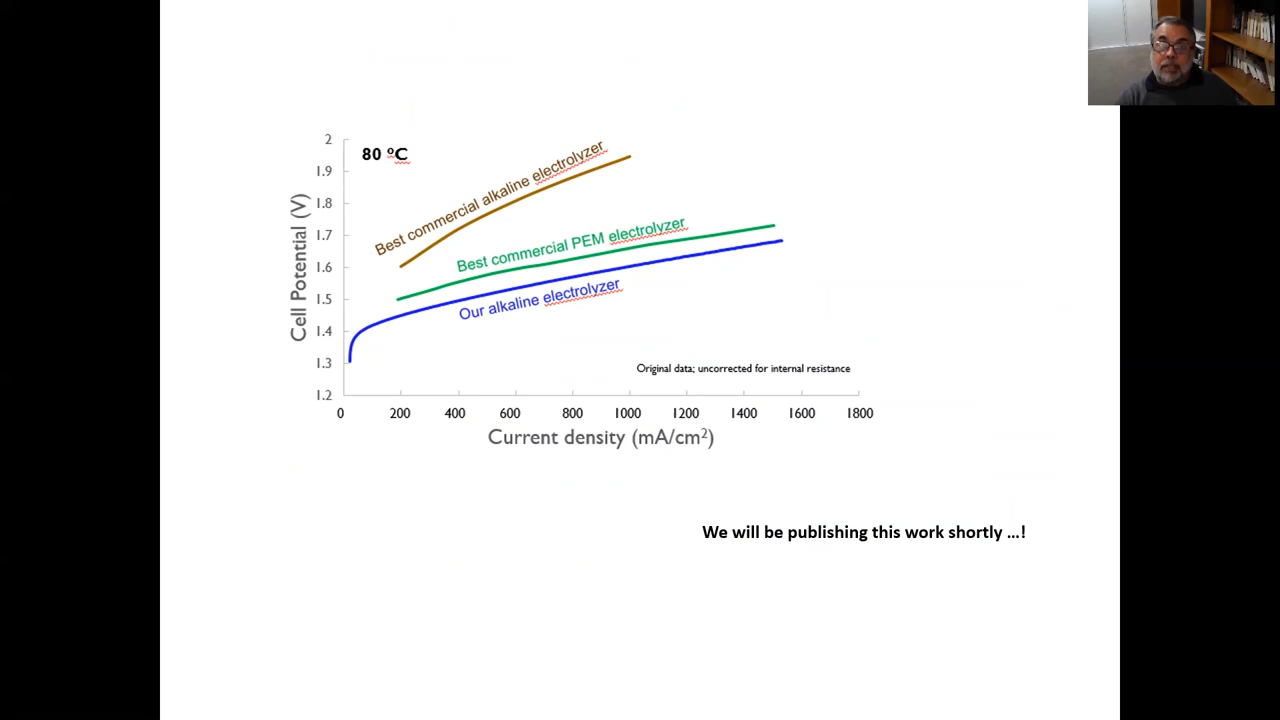 80 °C
2
1.9
1.8
1.7
1.6
1.5
1.4
1.3
1.2
Cell Potential (V)
Best commercial alkaline electrolyzer
Best commercial PEM electrolyzer
Our alkaline electrolyzer
Original data; uncorrected for internal resistance
0 200 400 600 800 1000 1200 1400 1600 1800
Current density (mA/cm²)
We will be publishing this work shortly ...!